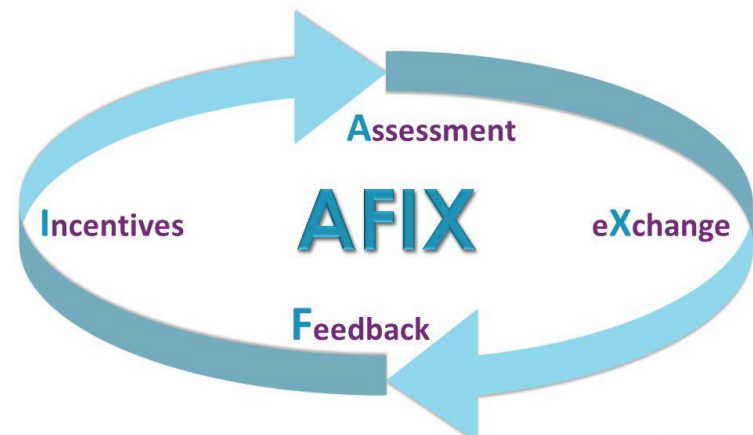 Assessment
Incentives
AFIX
eXchange
Feedback